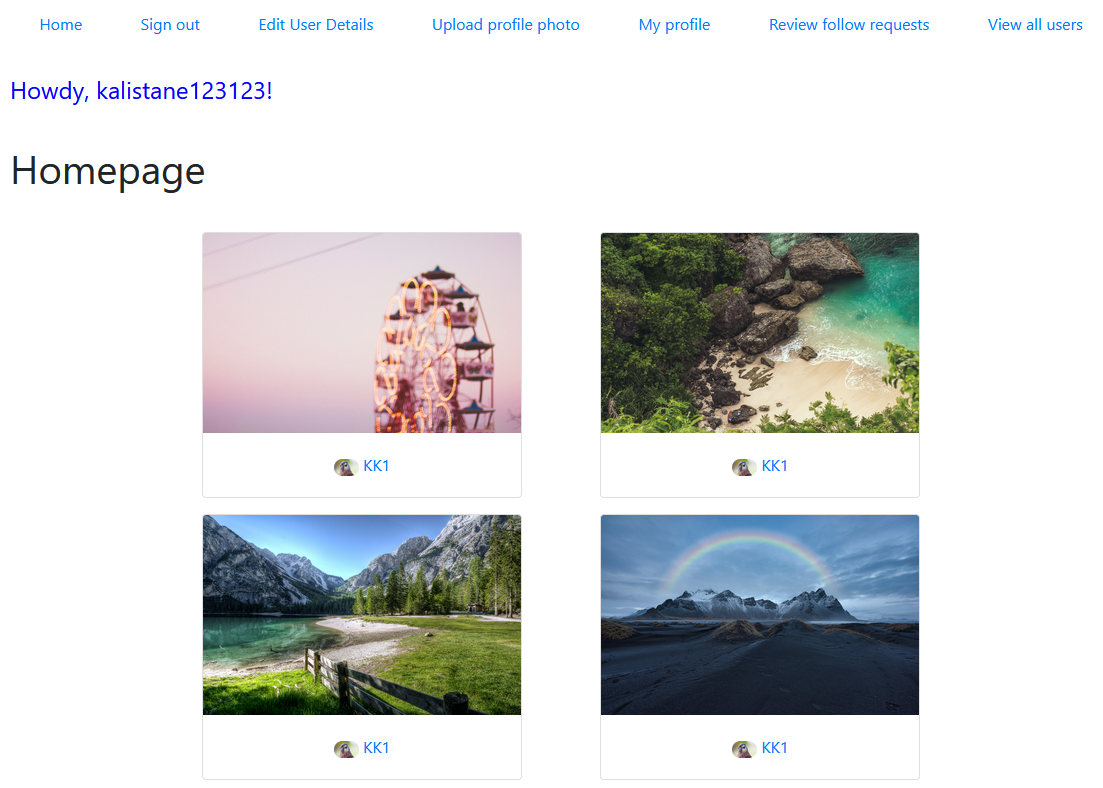 Home Sign out Edit User Details Upload profile photo My profile Review follow requests View all users
Howdy, kalistane123123!
Homepage
KK1 KK1
KK1 KK1